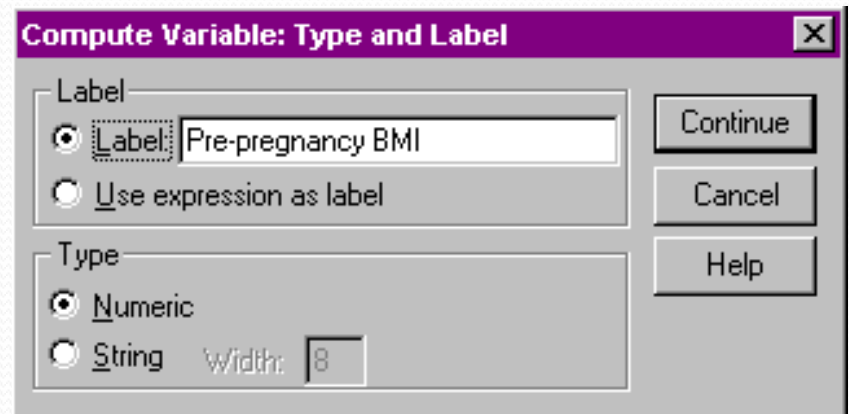 Compute Variable: Type and Label
Label
Label: Pre-pregnancy BMI
Use expression as label
Type
Numeric
String Width: 8
Continue
Cancel
Help